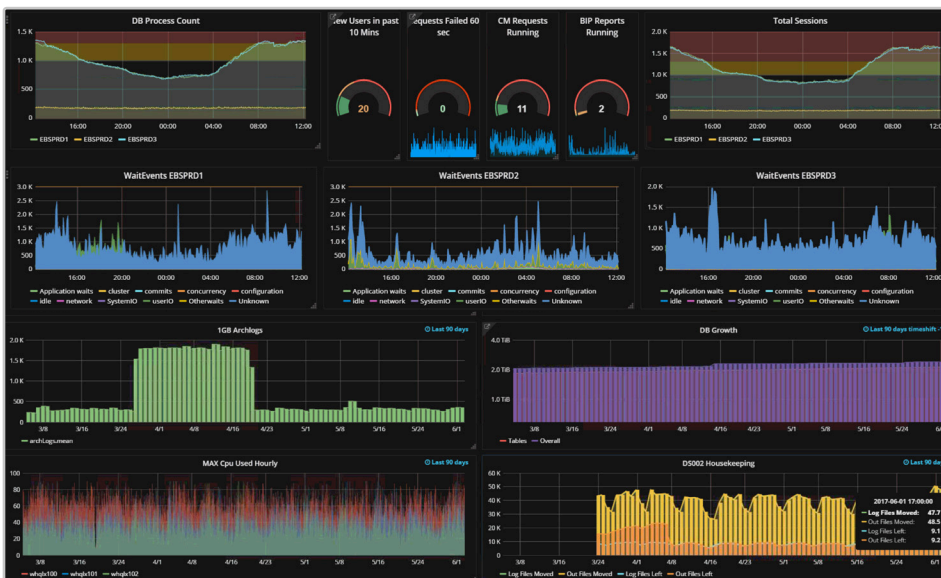 DB Process Count
1.5 K
1.0 K
500
0
16:00 20:00 00:00 04:00 08:00 12:00
EBSPRD1 EBSPRD2 EBSPRD3
ew Users in past
10 Mins
20
equests Failed 60
sec
0
CM Requests
Running
11
BIP Reports
Running
2
Total Sessions
2.0 K
1.5 K
1.0 K
500
0
16:00 20:00 00:00 04:00 08:00 12:00
EBSPRD1 EBSPRD2 EBSPRD3
WaitEvents EBSPRD1
3.0 K
2.5 K
2.0 K
1.5 K
1.0 K
500
0
16:00 20:00 00:00 04:00 08:00 12:00
Application waits cluster commits concurrency configuration
idle network SystemIO userIO Otherwaits Unknown
WaitEvents EBSPRD2
3.0 K
2.5 K
2.0 K
1.5 K
1.0 K
500
0
16:00 20:00 00:00 04:00 08:00 12:00
Application waits cluster commits concurrency configuration
idle network SystemIO userIO Otherwaits Unknown
WaitEvents EBSPRD3
2.0 K
1.5 K
1.0 K
500
0
16:00 20:00 00:00 04:00 08:00 12:00
Application waits cluster commits concurrency configuration
idle network SystemIO userIO Otherwaits Unknown
1GB Archlogs
Last 90 days
2.0 K
1.5 K
1.0 K
500
0
3/8 3/16 3/24 4/1 4/8 4/16 4/23 5/1 5/8 5/16 5/24 6/1
archLogs.mean
DB Growth
Last 90 days timeshift -
4.0 TiB
2.0 TiB
1.0 TiB
3/8 3/16 3/24 4/1 4/8 4/16 4/23 5/1 5/8 5/16 5/24 6/
Tables Overall
MAX Cpu Used Hourly
Last 90 days
100
80
60
40
20
0
3/8 3/16 3/24 4/1 4/8 4/16 4/23 5/1 5/8 5/16 5/24 6/1
whqlx100 whqlx101 whqlx102
DS002 Housekeeping
Last 90 day
60 K
50 K
40 K
30 K
20 K
10 K
0
2017-06-01 17:00:00
Log Files Moved: 47.7
Out Files Moved: 48.5
Log Files Left: 9.1
Out Files Left: 9.2
3/8 3/16 3/24 4/1 4/8 4/16 4/23 5/1 5/8 5/16 5/24 6/1
Log Files Moved Out Files Moved Log Files Left Out Files Left